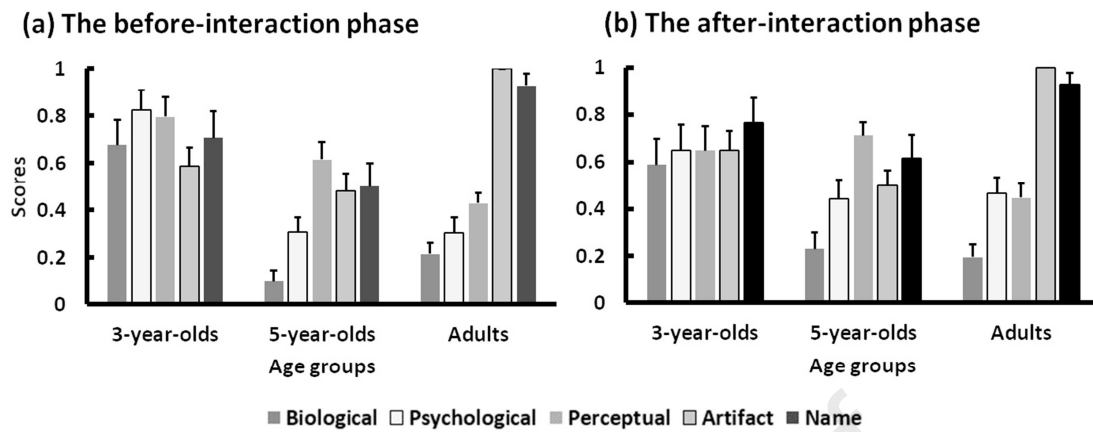 (a) The before-interaction phase
1
0.8
0.6
0.4
0.2
0
Scores
3-year-olds 5-year-olds Adults
Age groups
(b) The after-interaction phase
1
0.8
0.6
0.4
0.2
0
3-year-olds 5-year-olds Adults
Age groups
Biological Psychological Perceptual Artifact Name